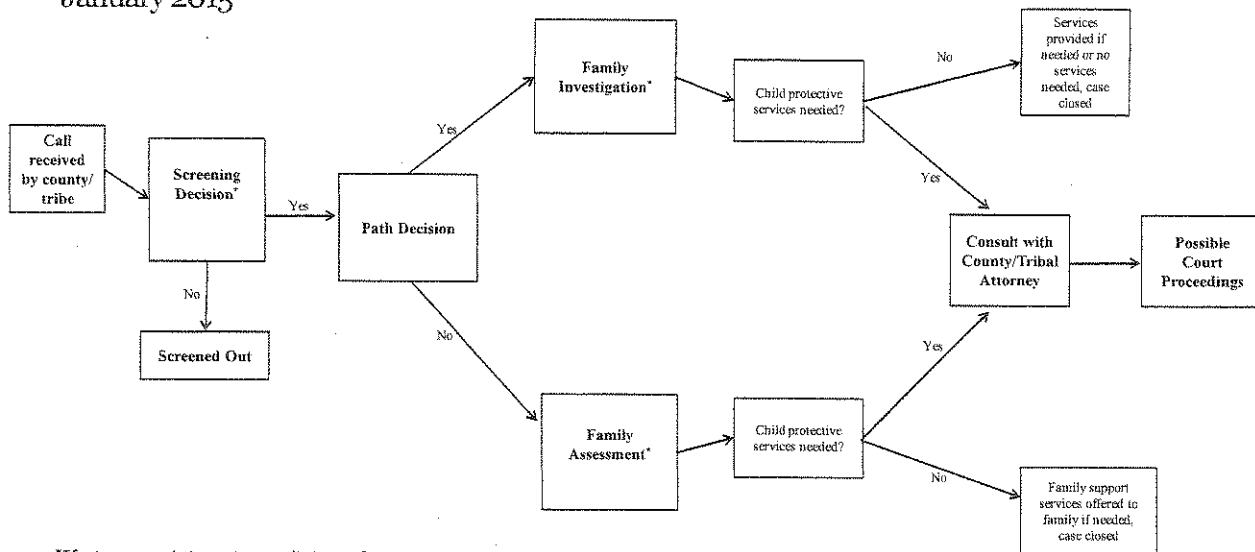 January 2015
Call
received
by county/
tribe
Screening
Decision*
Yes
No
Screened Out
Path Decision
Yes
No
Family
Investigation*
Child protective
services needed?
No
Yes
Services
provided if
needed or no
services
needed, case
closed
Consult with
County/Tribal
Attorney
Possible
Court
Proceedings
Family
Assessment*
Child protective
services needed?
Yes
No
Family support
services offered to
family if needed,
case closed